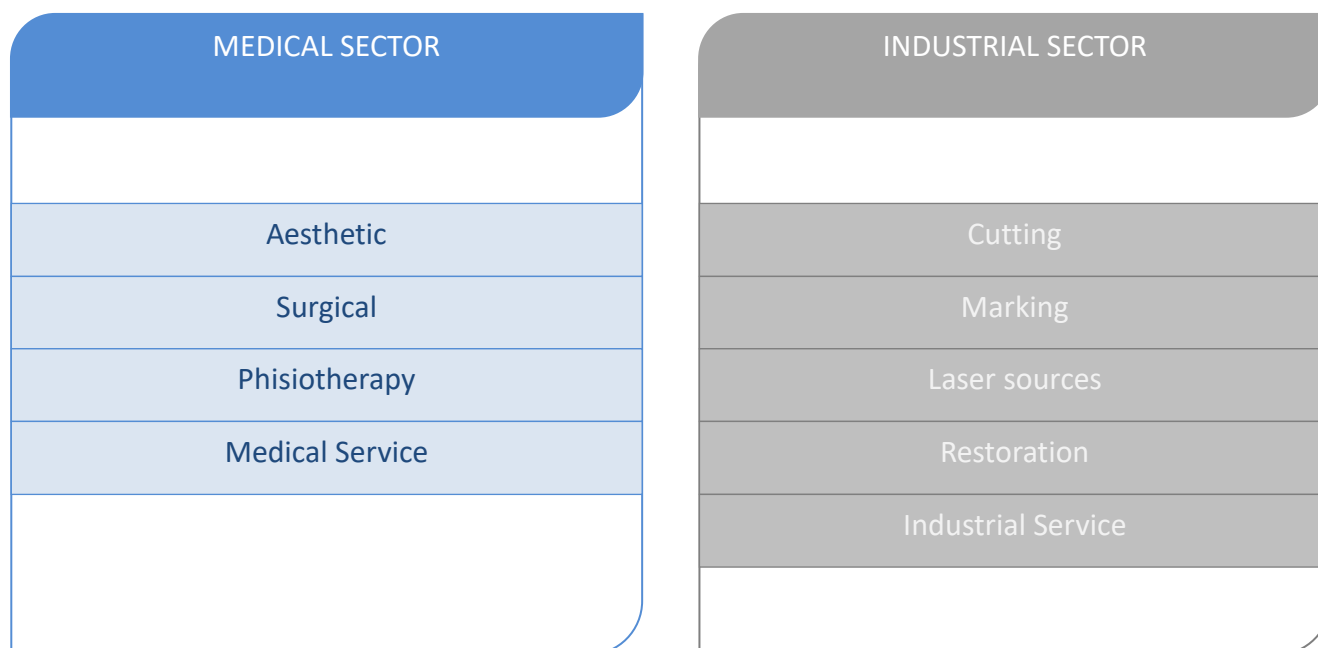 MEDICAL SECTOR
Aesthetic
Surgical
Phisiotherapy
Medical Service
INDUSTRIAL SECTOR
Cutting
Marking
Laser sources
Restoration
Industrial Service